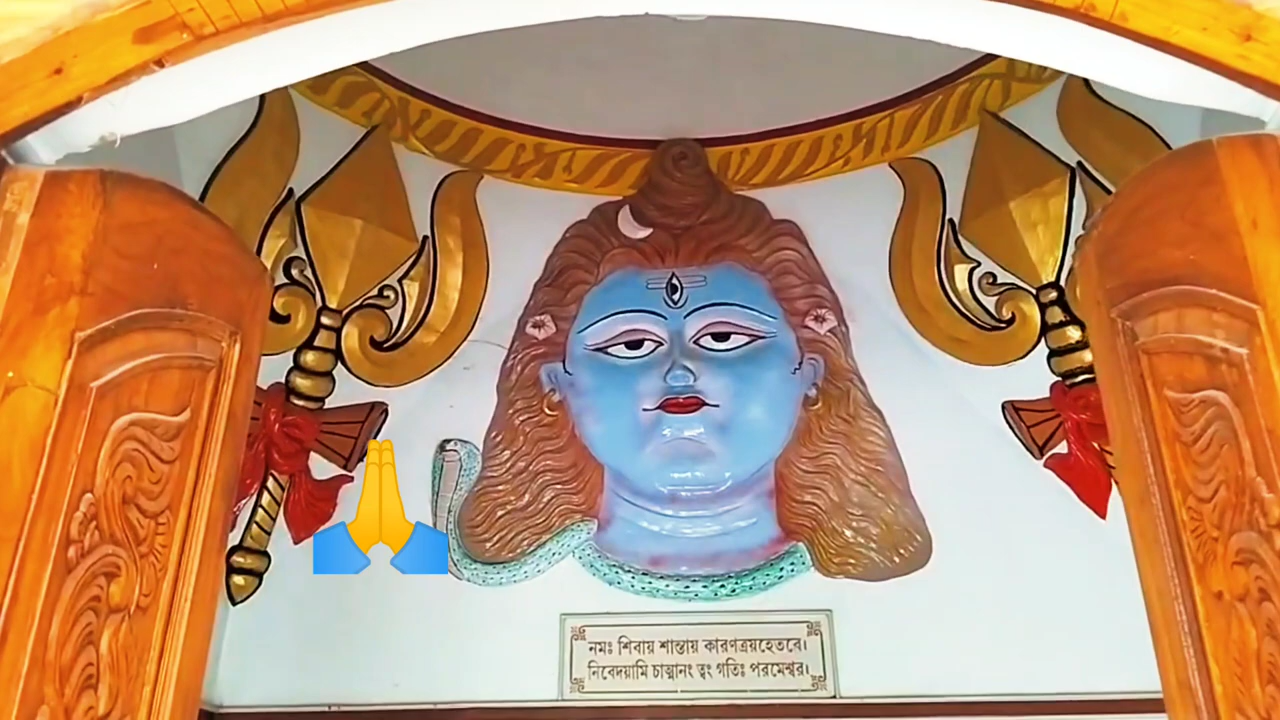 নমঃ শিবায় শান্তায় কারণত্রয়হেতবে।
নিবেদয়ামি চাত্মানং ত্বং গতিঃ পরমেশ্বর।